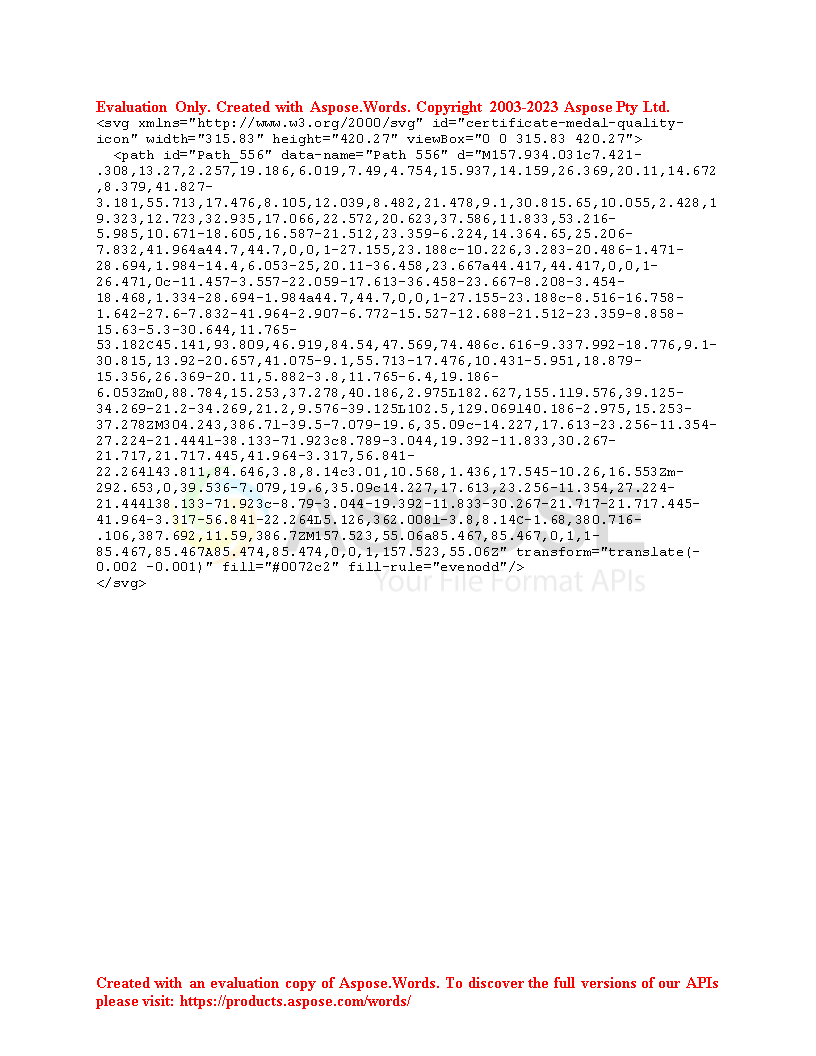 Evaluation Only. Created with Aspose.Words. Copyright 2003-2023 Aspose Pty Ltd.
<svg xmlns="http://www.w3.org/2000/svg" id="certificate-medal-quality-
icon" width="315.83" height="420.27" viewBox="0 0 315.83 420.27">
<path id="Path_556" data-name="Path 556" d="M157.934.031c7.421-
.308,13.27,2.257,19.186,6.019,7.49,4.754,15.937,14.159,26.369,20.11,14.672
,8.379,41.827-
3.181,55.713,17.476,8.105,12.039,8.482,21.478,9.1,30.815.65,10.055,2.428,1
9.323,12.723,32.935,17.066,22.572,20.623,37.586,11.833,53.216-
5.985,10.671-18.605,16.587-21.512,23.359-6.224,14.364.65,25.206-
7.832,41.964a44.7,44.7,0,0,1-27.155,23.188c-10.226,3.283-20.486-1.471-
28.694,1.984-14.4,6.053-25,20.11-36.458,23.667a44.417,44.417,0,0,1-
26.471,0c-11.457-3.557-22.059-17.613-36.458-23.667-8.208-3.454-
18.468,1.334-28.694-1.984a44.7,44.7,0,0,1-27.155-23.188c-8.516-16.758-
1.642-27.6-7.832-41.964-2.907-6.772-15.527-12.688-21.512-23.359-8.858-
15.63-5.3-30.644,11.765-
53.182C45.141,93.809,46.919,84.54,47.569,74.486c.616-9.337.992-18.776,9.1-
30.815,13.92-20.657,41.075-9.1,55.713-17.476,10.431-5.951,18.879-
15.356,26.369-20.11,5.882-3.8,11.765-6.4,19.186-
6.053Zm0,88.784,15.253,37.278,40.186,2.975L182.627,155.1l9.576,39.125-
34.269-21.2-34.269,21.2,9.576-39.125L102.5,129.069l40.186-2.975,15.253-
37.278ZM304.243,386.7l-39.5-7.079-19.6,35.09c-14.227,17.613-23.256-11.354-
27.224-21.444l-38.133-71.923c8.789-3.044,19.392-11.833,30.267-
21.717,21.717.445,41.964-3.317,56.841-
22.264l43.811,84.646,3.8,8.14c3.01,10.568,1.436,17.545-10.26,16.553Zm-
292.653,0,39.536-7.079,19.6,35.09c14.227,17.613,23.256-11.354,27.224-
21.444l38.133-71.923c-8.79-3.044-19.392-11.833-30.267-21.717-21.717.445-
41.964-3.317-56.841-22.264L5.126,362.008l-3.8,8.14C-1.68,380.716-
.106,387.692,11.59,386.7ZM157.523,55.06a85.467,85.467,0,1,1-
85.467,85.467A85.474,85.474,0,0,1,157.523,55.06Z" transform="translate(-
0.002 -0.001)" fill="#0072c2" fill-rule="evenodd"/>
</svg>
ASPOSE
Your File Format APIs
Created with an evaluation copy of Aspose.Words. To discover the full versions of our APIs
please visit: https://products.aspose.com/words/